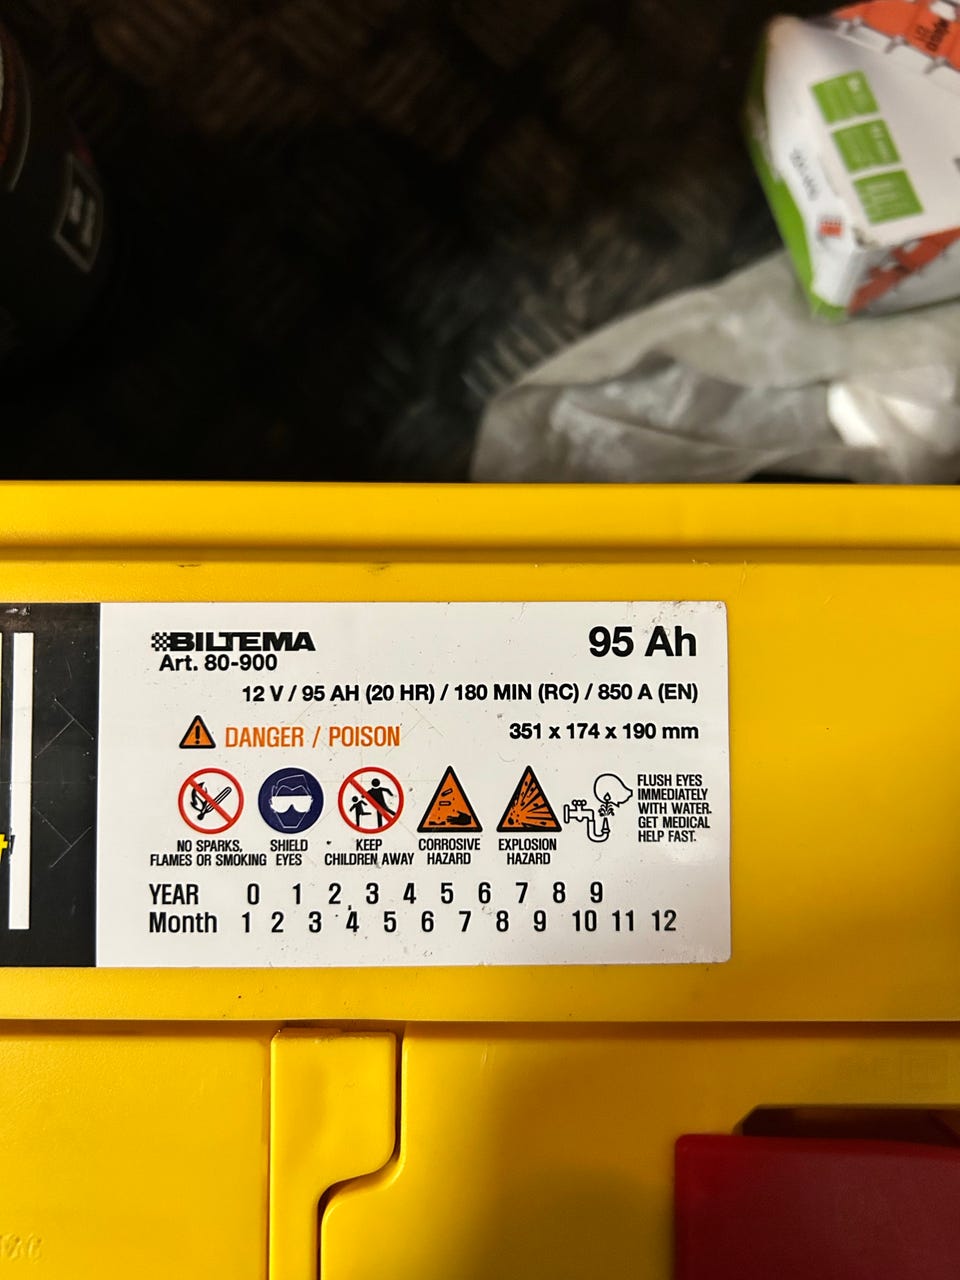 BILTEMA
Art. 80-900
95 Ah
12 V / 95 AH (20 HR) / 180 MIN (RC) / 850 A (EN)
DANGER / POISON
351 x 174 x 190 mm
NO SPARKS,
FLAMES OR SMOKING
SHIELD
EYES
KEEP
CHILDREN AWAY
CORROSIVE
HAZARD
EXPLOSION
HAZARD
FLUSH EYES
IMMEDIATELY
WITH WATER.
GET MEDICAL
HELP FAST.
YEAR 0 1 2 3 4 5 6 7 8 9
Month 1 2 3 4 5 6 7 8 9 10 11 12